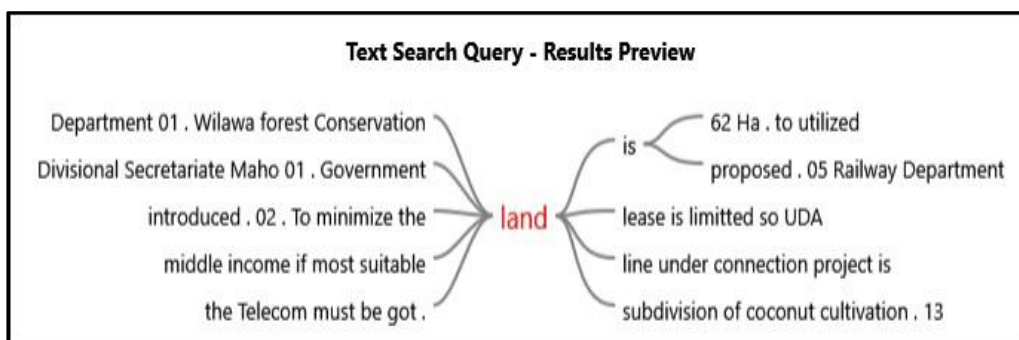 Text Search Query - Results Preview
Department 01 . Wilawa forest Conservation
Divisional Secretariate Maho 01 . Government
introduced . 02 . To minimize the
middle income if most suitable
the Telecom must be got .
land
is
62 Ha . to utilized
proposed . 05 Railway Department
lease is limitted so UDA
line under connection project is
subdivision of coconut cultivation . 13